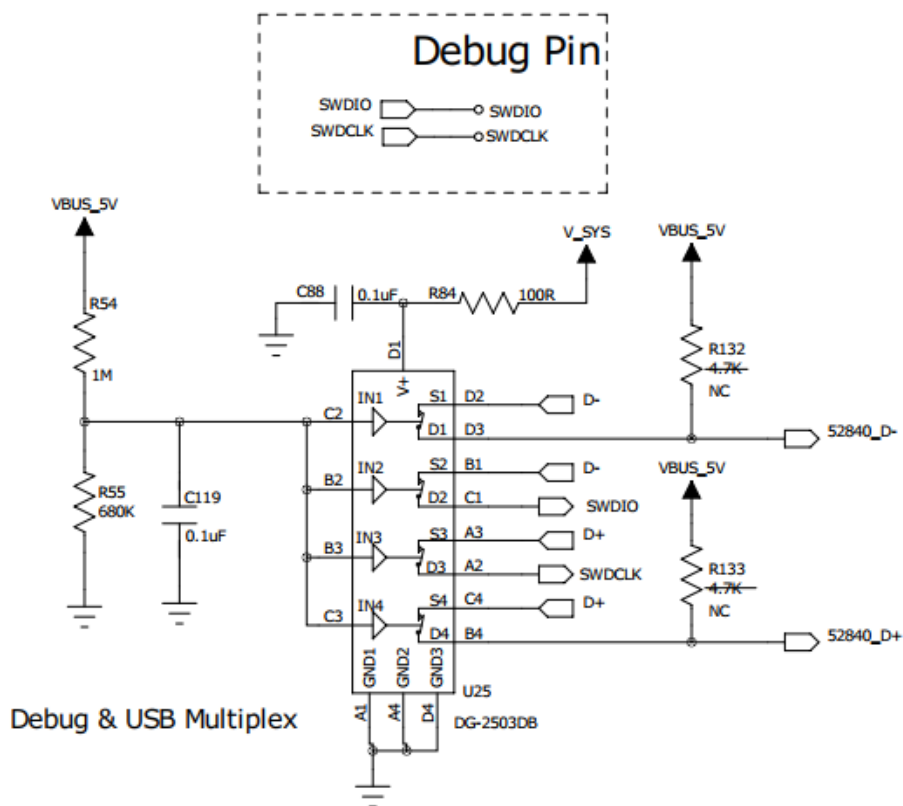 Debug Pin
SWDIO
SWDIO
SWDCLK
SWDCLK
VBUS_5V
V_SYS
VBUS_5V
C88
0.1uF
R84
100R
R54
1M
D1
V+
R132
4.7K
NC
IN1
S1
D2
D-
C2
D1
D3
52840_D-
IN2
S2
B1
D-
VBUS_5V
B2
D2
C1
SWDIO
R55
680K
C119
0.1uF
IN3
S3
A3
D+
B3
D3
A2
SWDCLK
R133
4.7K
NC
IN4
S4
C4
D+
C3
D4
B4
52840_D+
GND1
GND2
GND3
U25
A1
A4
D4
DG-2503DB
Debug & USB Multiplex